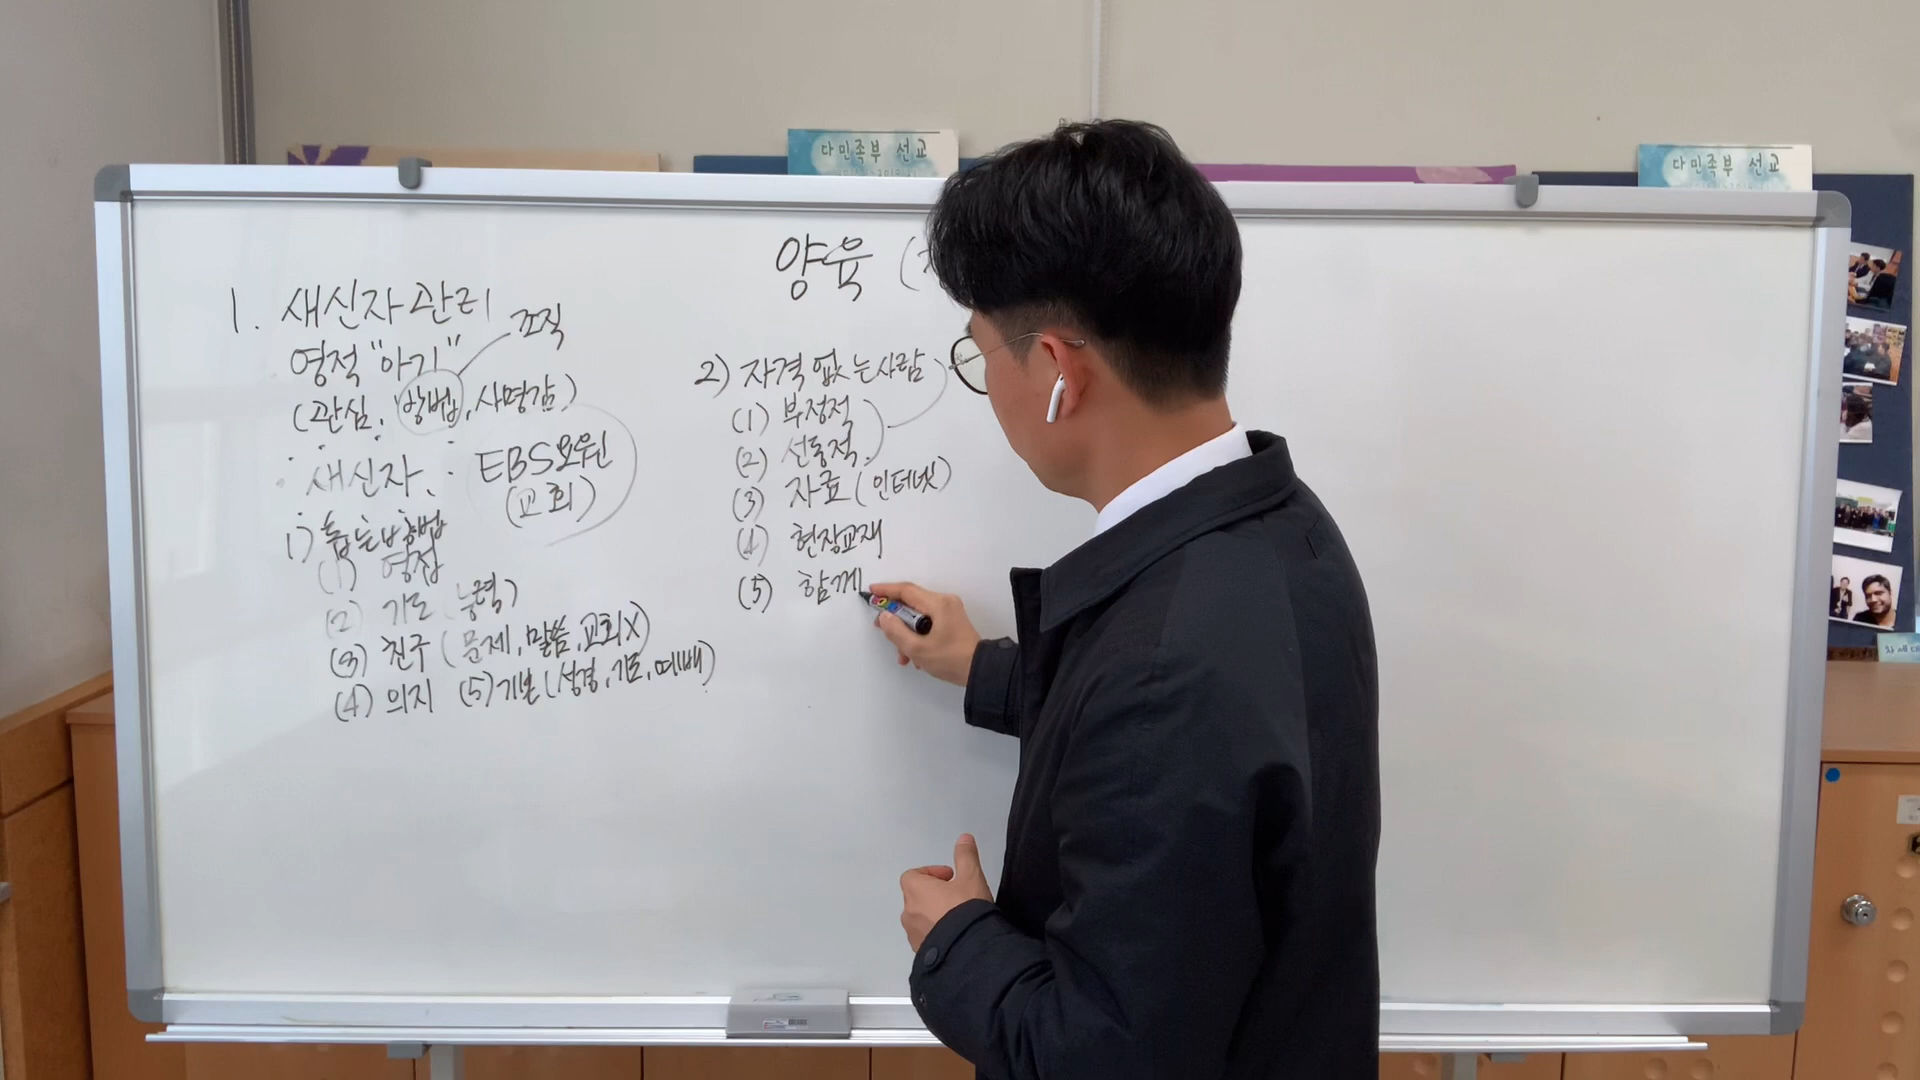 다민족부 선교
다민족부 선교
양육 (
1. 새신자관리
조직
영적 "아기"
(관심, 방법, 사명감)
새신자
EBS요원
(교회)
1) 돕는방법
(1) 영접
(2) 기도 (능력)
(3) 친구 (문제, 말씀, 교회X)
(4) 의지 (5) 기본 (성경, 기도, 예배)
2) 자격 없는 사람
(1) 부정적
(2) 선동적
(3) 자료 (인터넷)
(4) 현장교재
(5) 함께